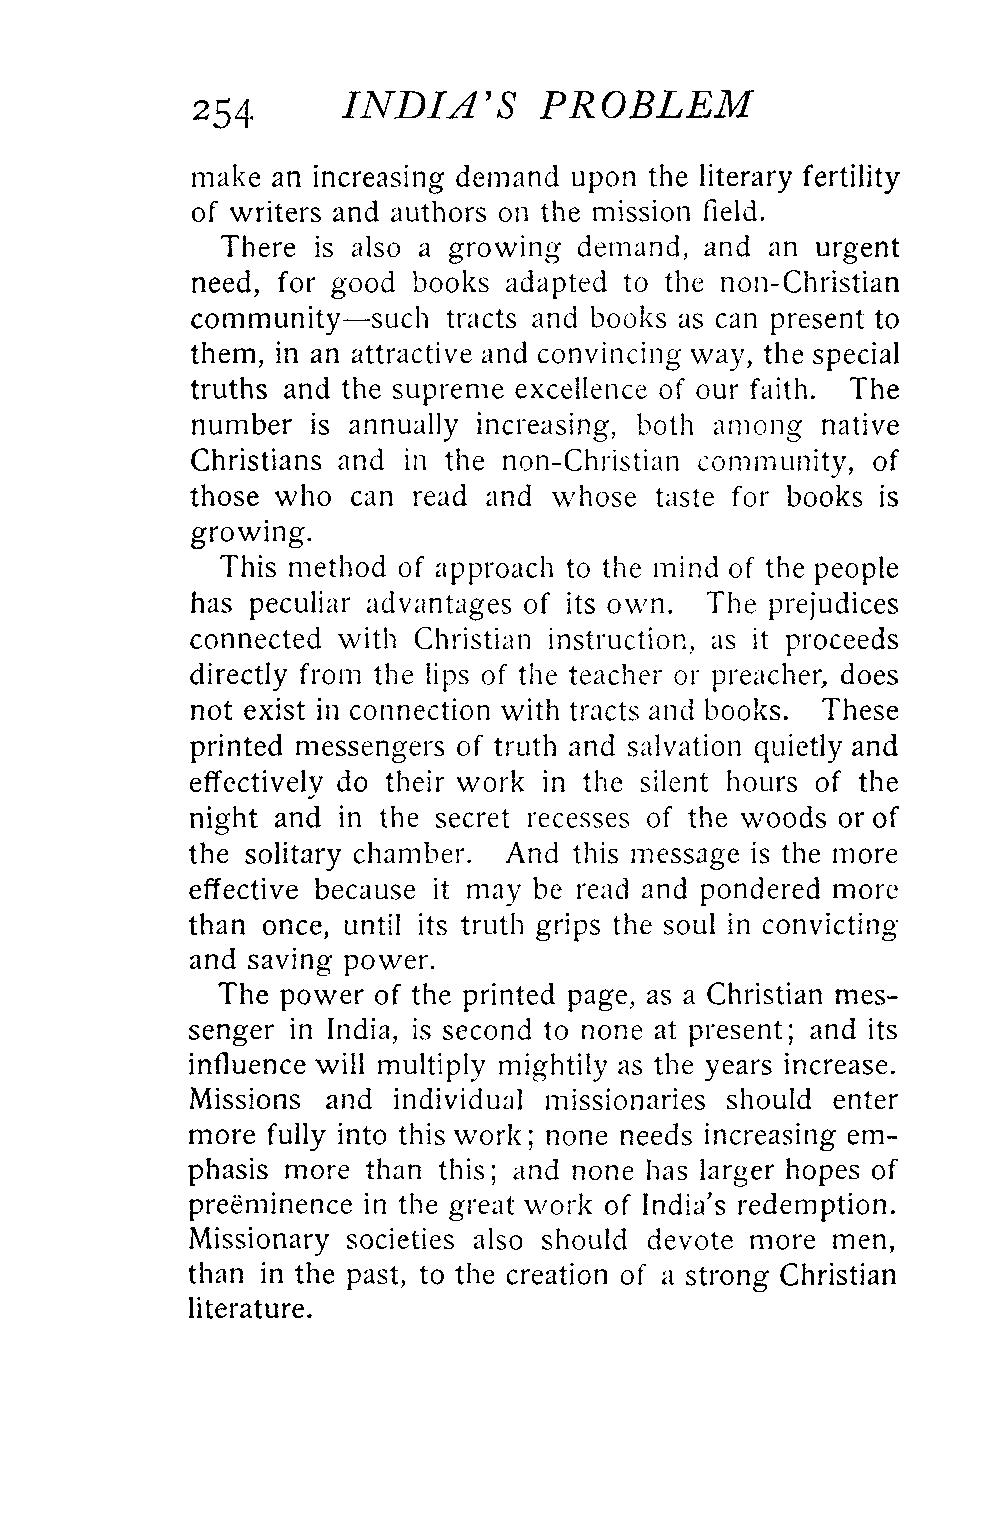 254 INDIA'S PROBLEM
make an increasing demand upon the literary fertility
of writers and authors on the mission field.
There is also a growing demand, and an urgent
need, for good books adapted to the non-Christian
community—such tracts and books as can present to
them, in an attractive and convincing way, the special
truths and the supreme excellence of our faith. The
number is annually increasing, both among native
Christians and in the non-Christian community, of
those who can read and whose taste for books is
growing.
This method of approach to the mind of the people
has peculiar advantages of its own. The prejudices
connected with Christian instruction, as it proceeds
directly from the lips of the teacher or preacher, does
not exist in connection with tracts and books. These
printed messengers of truth and salvation quietly and
effectively do their work in the silent hours of the
night and in the secret recesses of the woods or of
the solitary chamber. And this message is the more
effective because it may be read and pondered more
than once, until its truth grips the soul in convicting
and saving power.
The power of the printed page, as a Christian mes-
senger in India, is second to none at present; and its
influence will multiply mightily as the years increase.
Missions and individual missionaries should enter
more fully into this work; none needs increasing em-
phasis more than this; and none has larger hopes of
preëminence in the great work of India's redemption.
Missionary societies also should devote more men,
than in the past, to the creation of a strong Christian
literature.